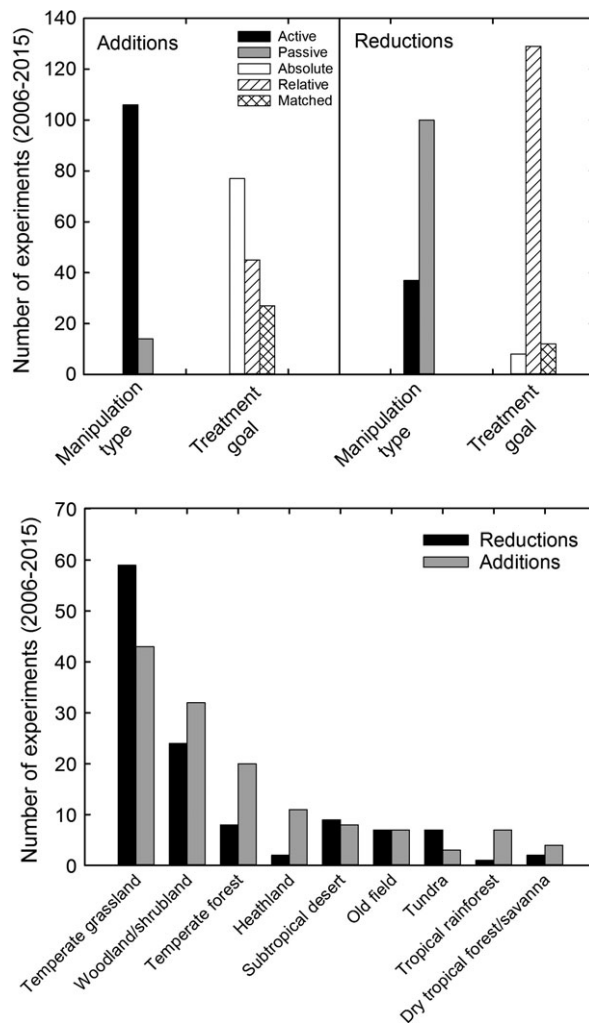 Number of experiments (2006-2015)
140
120
100
80
60
40
20
0
Additions
Active
Passive
Absolute
Relative
Matched
Reductions
Manipulation
type
Treatment
goal
Manipulation
type
Treatment
goal
Number of experiments (2006-2015)
70
60
50
40
30
20
10
0
Reductions
Additions
Temperate grassland
Woodland/shrubland
Temperate forest
Heathland
Subtropical desert
Old field
Tundra
Tropical rainforest
Dry tropical forest/savanna